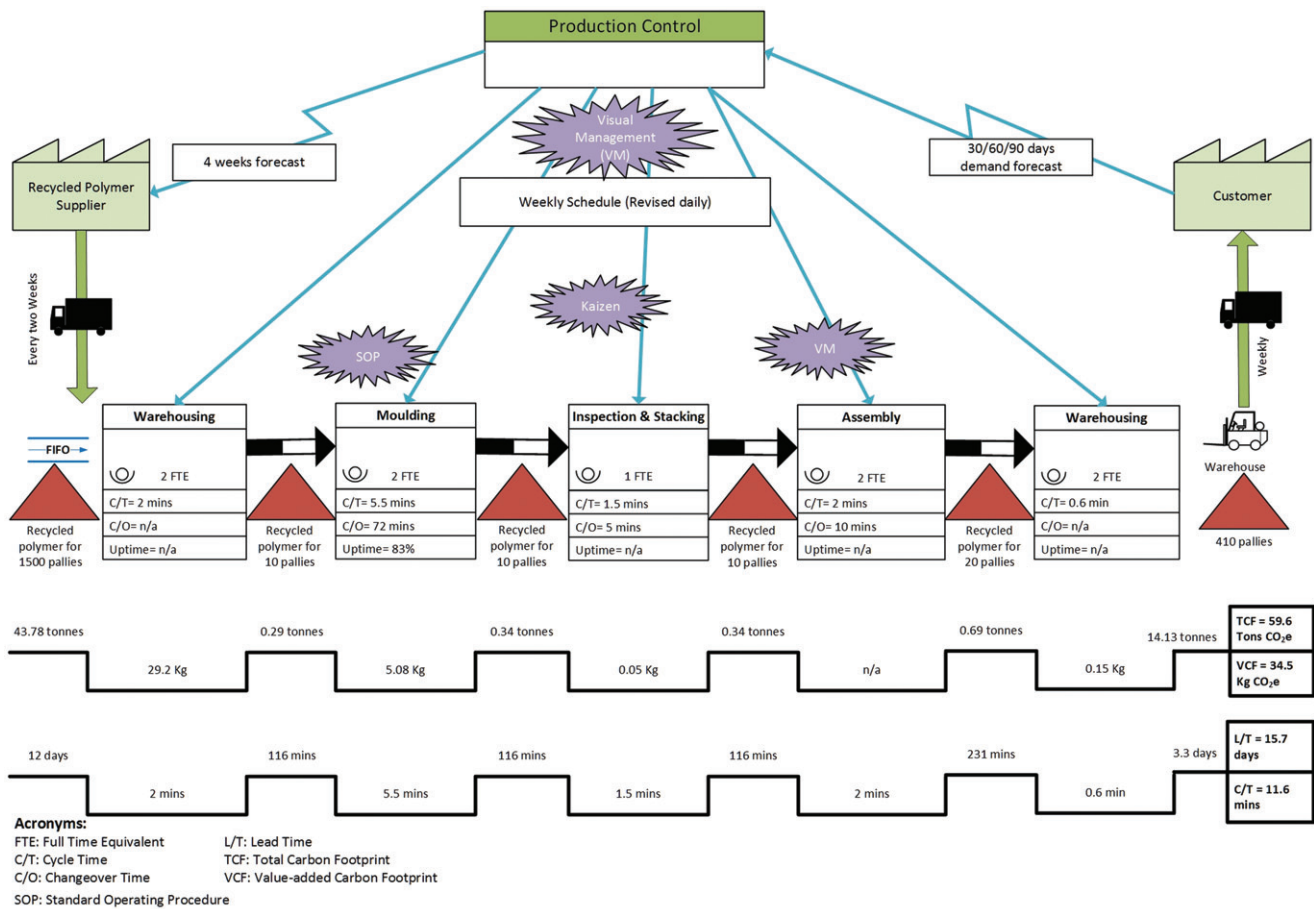 Production Control
Visual
Management
(VM)
4 weeks forecast
30/60/90 days
demand forecast
Recycled Polymer
Supplier
Customer
Weekly Schedule (Revised daily)
Every two Weeks
Weekly
Kaizen
SOP
VM
Warehousing
Moulding
Inspection & Stacking
Assembly
Warehousing
FIFO
2 FTE
2 FTE
1 FTE
2 FTE
2 FTE
Warehouse
C/T= 2 mins
C/T= 5.5 mins
C/T= 1.5 mins
C/T= 2 mins
C/T= 0.6 min
C/O= n/a
C/O= 72 mins
C/O= 5 mins
C/O= 10 mins
C/O= n/a
Uptime= n/a
Uptime= 83%
Uptime= n/a
Uptime= n/a
Uptime= n/a
Recycled
polymer for
1500 pallies
Recycled
polymer for
10 pallies
Recycled
polymer for
10 pallies
Recycled
polymer for
10 pallies
Recycled
polymer for
20 pallies
410 pallies
43.78 tonnes
0.29 tonnes
0.34 tonnes
0.34 tonnes
0.69 tonnes
14.13 tonnes
TCF = 59.6
Tons CO₂e
29.2 Kg
5.08 Kg
0.05 Kg
n/a
0.15 Kg
VCF = 34.5
Kg CO₂e
12 days
116 mins
116 mins
116 mins
231 mins
3.3 days
L/T = 15.7
days
2 mins
5.5 mins
1.5 mins
2 mins
0.6 min
C/T = 11.6
mins
Acronyms:
FTE: Full Time Equivalent
L/T: Lead Time
C/T: Cycle Time
TCF: Total Carbon Footprint
C/O: Changeover Time
VCF: Value-added Carbon Footprint
SOP: Standard Operating Procedure